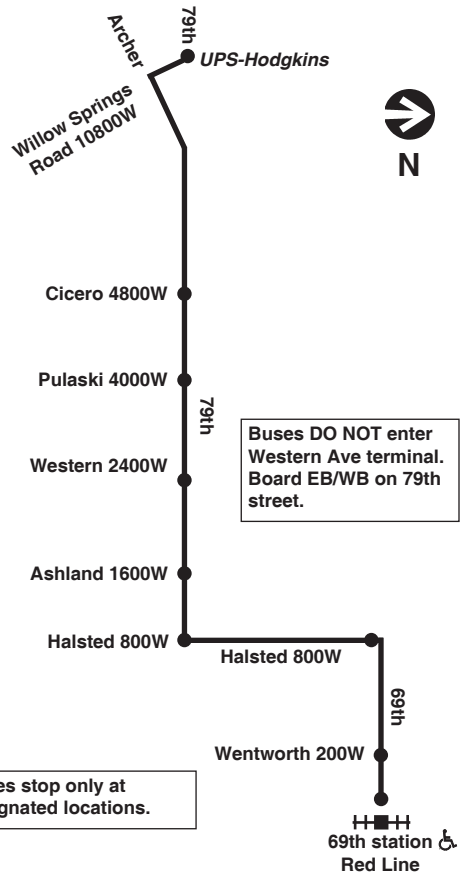 79th
Archer
UPS-Hodgkins
Willow Springs
Road 10800W
N
Cicero 4800W
Pulaski 4000W
79th
Western 2400W
Buses DO NOT enter
Western Ave terminal.
Board EB/WB on 79th
street.
Ashland 1600W
Halsted 800W
Halsted 800W
69th
Wentworth 200W
stop only at
locations.
69th station
Red Line